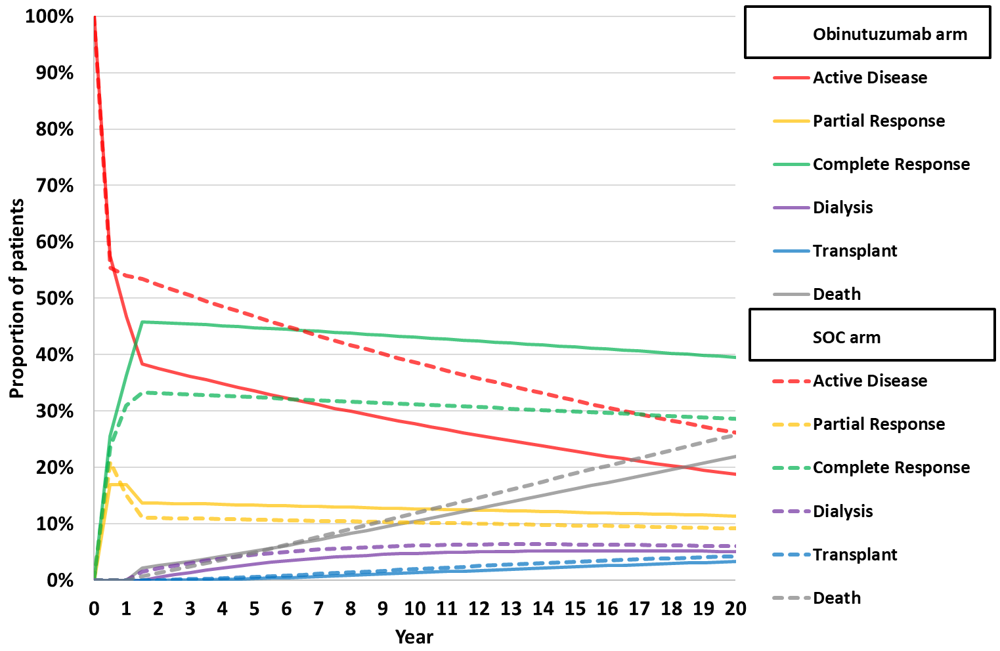 100%
90%
80%
70%
60%
50%
40%
30%
20%
10%
0%
Proportion of patients
0 1 2 3 4 5 6 7 8 9 10 11 12 13 14 15 16 17 18 19 20
Year
Obinutuzumab arm
Active Disease
Partial Response
Complete Response
Dialysis
Transplant
Death
SOC arm
Active Disease
Partial Response
Complete Response
Dialysis
Transplant
Death